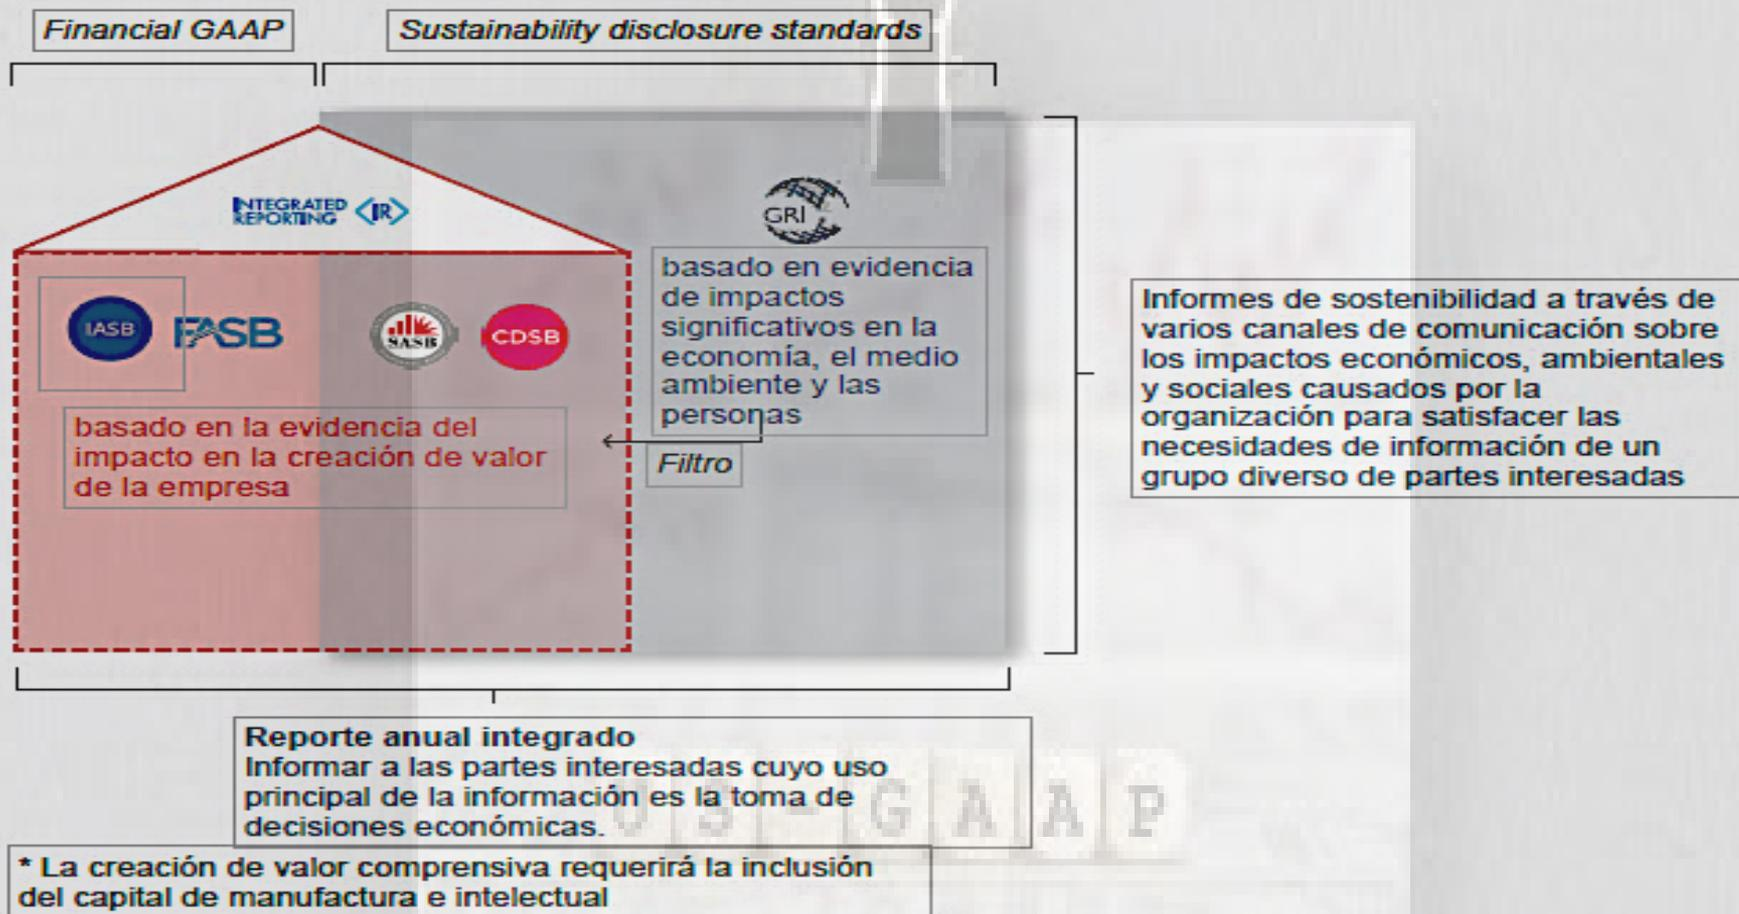 Financial GAAP
Sustainability disclosure standards
INTEGRATED
REPORTING <IR>
GRI
basado en evidencia
de impactos
significativos en la
economía, el medio
ambiente y las
personas
IASB
FASB
SASB
CDSB
basado en la evidencia del
impacto en la creación de valor
de la empresa
Filtro
Informes de sostenibilidad a través de
varios canales de comunicación sobre
los impactos económicos, ambientales
y sociales causados por la
organización para satisfacer las
necesidades de información de un
grupo diverso de partes interesadas
Reporte anual integrado
Informar a las partes interesadas cuyo uso
principal de la información es la toma de
decisiones económicas.
US-GAAP
* La creación de valor comprensiva requerirá la inclusión
del capital de manufactura e intelectual